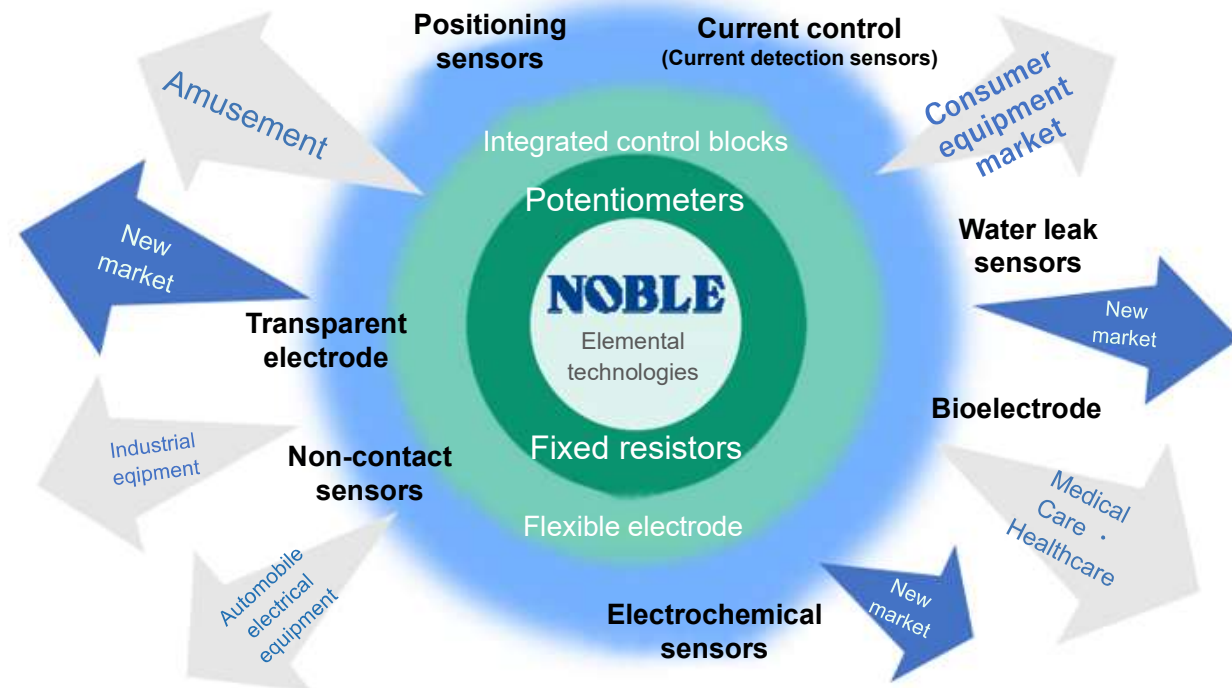 Positioning
sensors
Current control
(Current detection sensors)
Amusement
Consumer
equipment
market
Integrated control blocks
Potentiometers
New
market
Water leak
sensors
NOBLE
Elemental
technologies
New
market
Transparent
electrode
Bioelectrode
Industrial
eqipment
Non-contact
sensors
Fixed resistors
Medical
Care ・
Healthcare
Flexible electrode
Automobile
electrical
equipment
Electrochemical
sensors
New
market